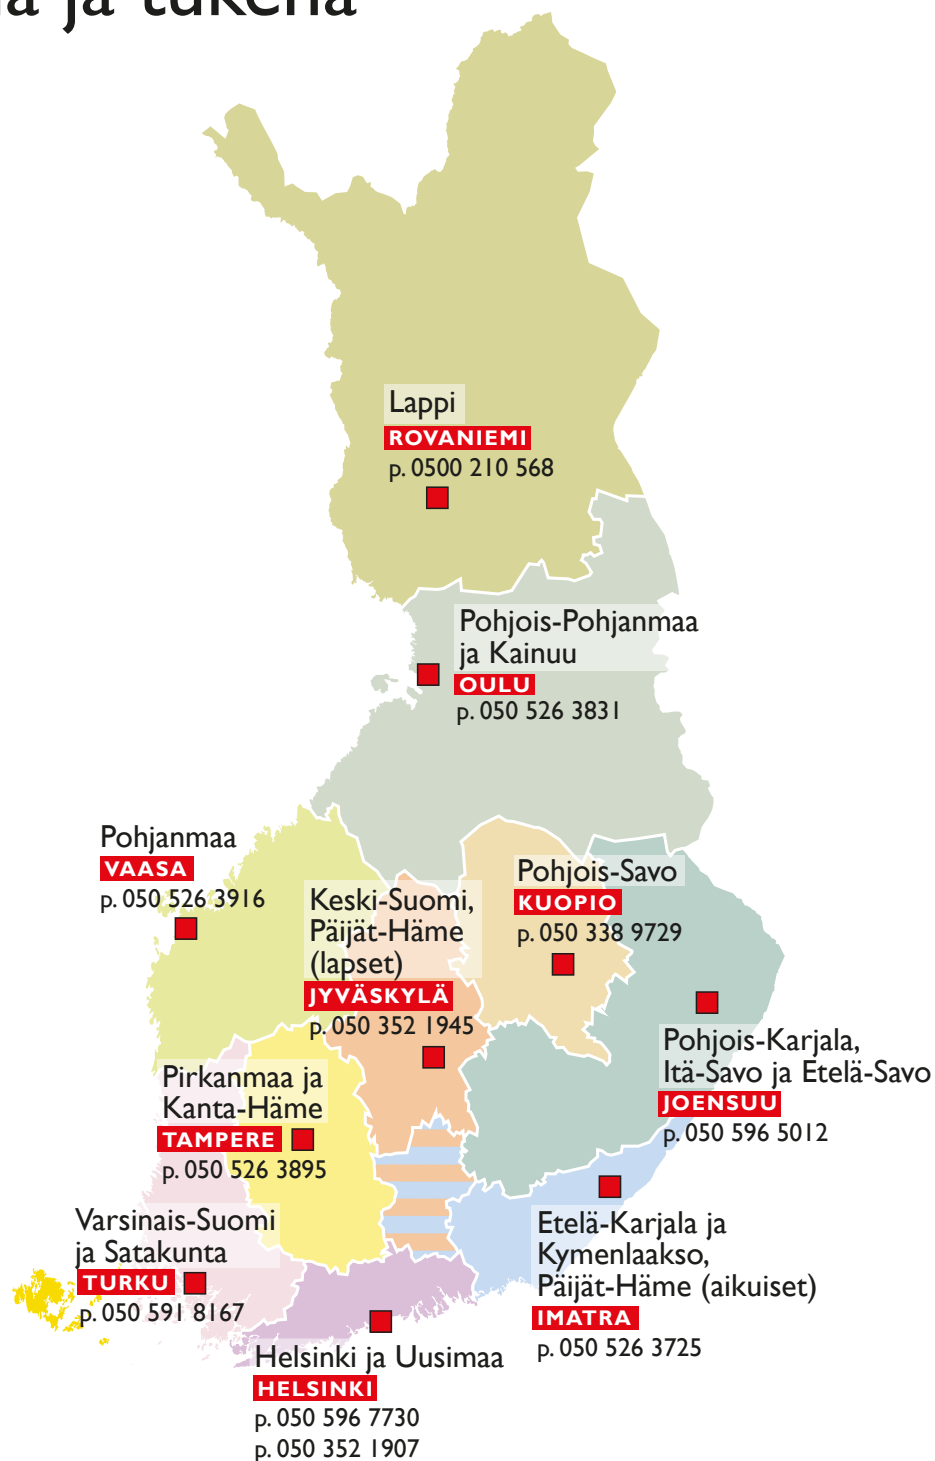 ja tukena
Lappi
ROVANIEMI
p. 0500 210 568
Pohjois-Pohjanmaa
ja Kainuu
OULU
p. 050 526 3831
Pohjanmaa
VAASA
p. 050 526 3916
Keski-Suomi,
Päijät-Häme
(lapset)
JYVÄSKYLÄ
p. 050 352 1945
Pohjois-Savo
KUOPIO
p. 050 338 9729
Pohjois-Karjala,
Itä-Savo ja Etelä-Savo
JOENSUU
p. 050 596 5012
Pirkanmaa ja
Kanta-Häme
TAMPERE
p. 050 526 3895
Varsinais-Suomi
ja Satakunta
TURKU
p. 050 591 8167
Etelä-Karjala ja
Kymenlaakso,
Päijät-Häme (aikuiset)
IMATRA
p. 050 526 3725
Helsinki ja Uusimaa
HELSINKI
p. 050 596 7730
p. 050 352 1907